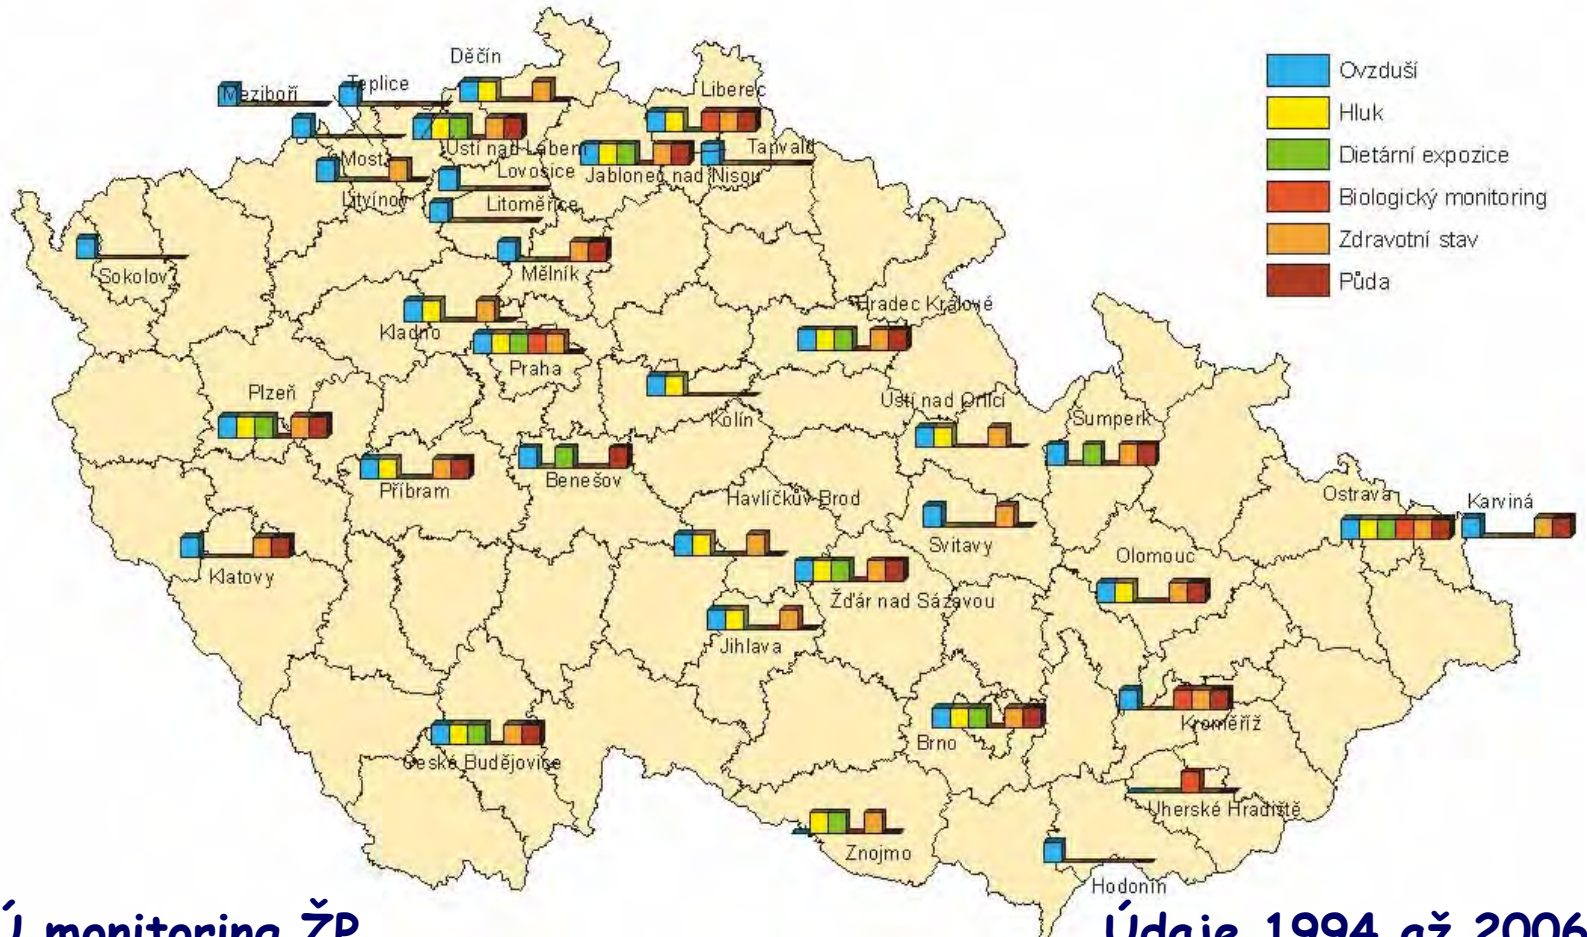 Děčín
Meziboří
Teplice
Liberec
Ústí nad Labem
Most
Tanvald
Lovosice
Jablonec nad Nisou
Litvínov
Litoměřice
Sokolov
Mělník
Kladno
Hradec Králové
Praha
Plzeň
Kolín
Ústí nad Orlicí
Šumperk
Příbram
Benešov
Havlíčkův Brod
Ostrava
Karviná
Svitavy
Olomouc
Klatovy
Žďár nad Sázavou
Jihlava
Kroměříž
Brno
České Budějovice
Uherské Hradiště
Znojmo
Hodonín
Ovzduší
Hluk
Dietární expozice
Biologický monitoring
Zdravotní stav
Půda
monitoring ŽP
Údaje 1994 až 2006